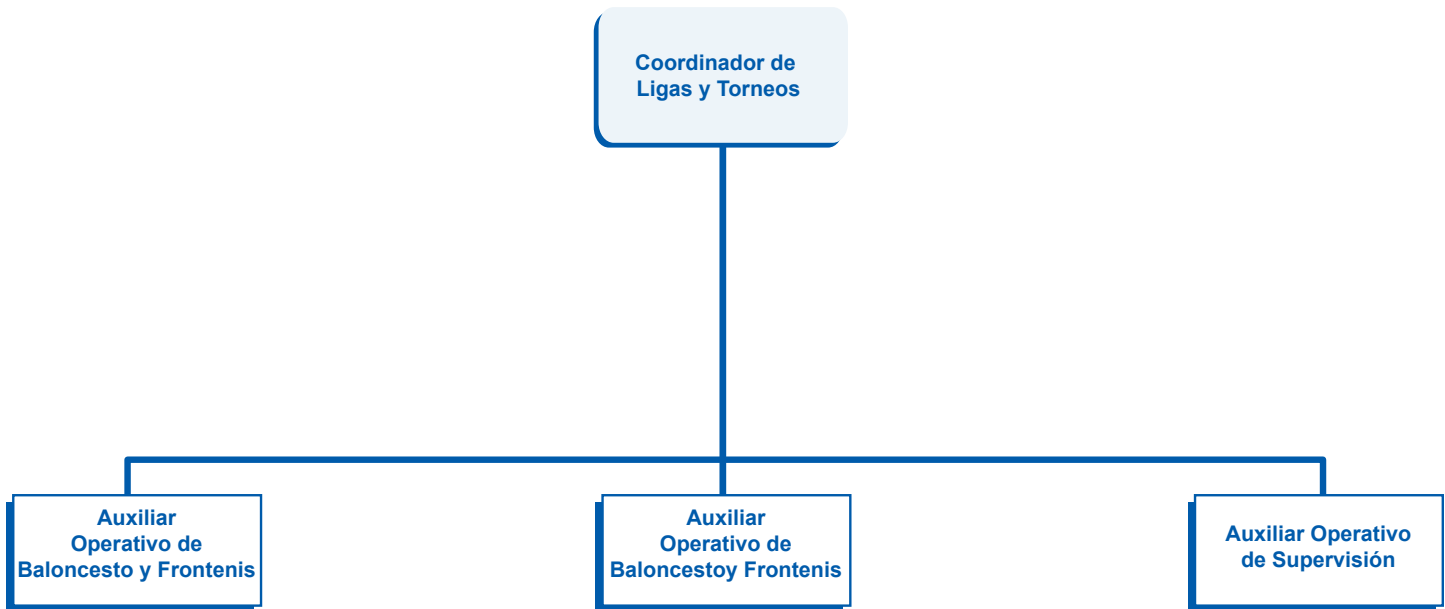 Coordinador de
Ligas y Torneos
Auxiliar
Operativo de
Baloncesto y Frontenis
Auxiliar
Operativo de
Baloncestoy Frontenis
Auxiliar Operativo
de Supervisión